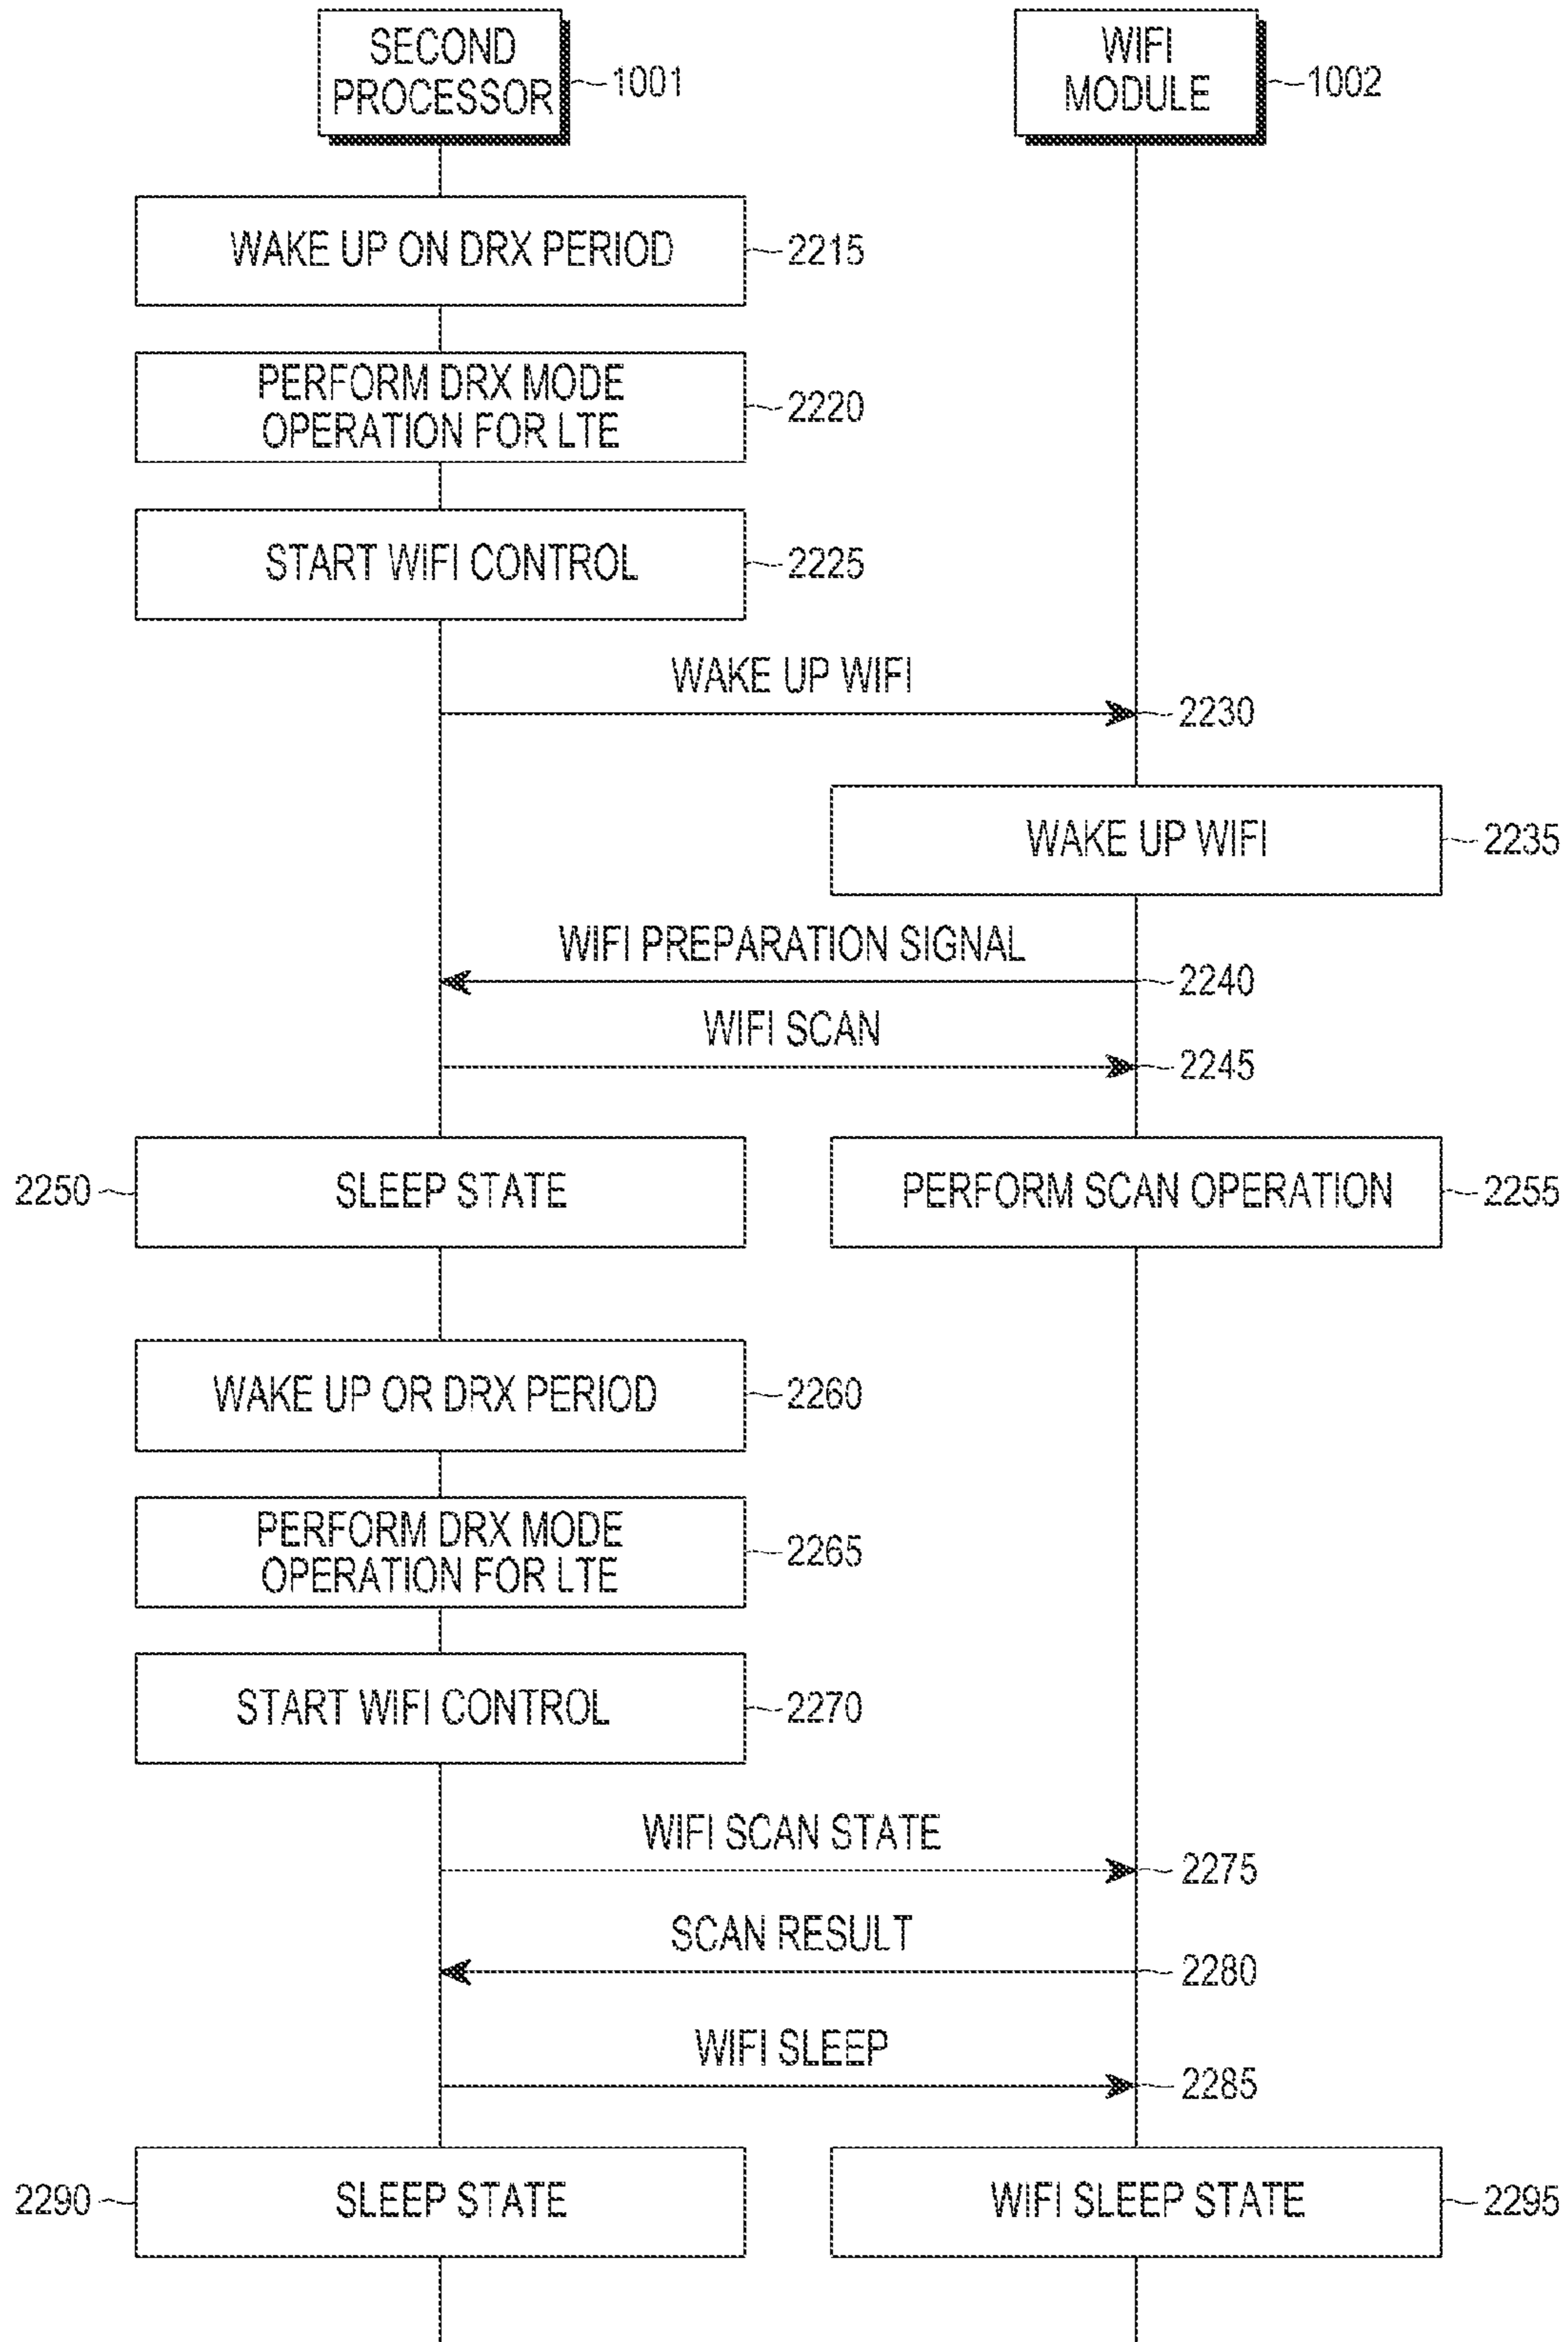 SECOND
PROCESSOR
1001
WIFI
MODULE
1002
WAKE UP ON DRX PERIOD
2215
PERFORM DRX MODE
OPERATION FOR LTE
2220
START WIFI CONTROL
2225
WAKE UP WIFI
2230
WAKE UP WIFI
2235
WIFI PREPARATION SIGNAL
2240
WIFI SCAN
2245
2250
SLEEP STATE
PERFORM SCAN OPERATION
2255
WAKE UP OR DRX PERIOD
2260
PERFORM DRX MODE
OPERATION FOR LTE
2265
START WIFI CONTROL
2270
WIFI SCAN STATE
2275
SCAN RESULT
2280
WIFI SLEEP
2285
2290
SLEEP STATE
WIFI SLEEP STATE
2295